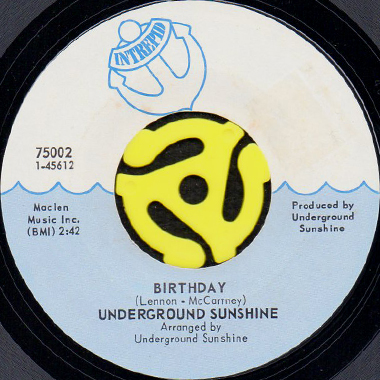 INTREPID
75002
1-45612
Maclen
Music Inc.
(BMI) 2:42
Produced by
Underground
Sunshine
BIRTHDAY
(Lennon - McCartney)
UNDERGROUND SUNSHINE
Arranged by
Underground Sunshine